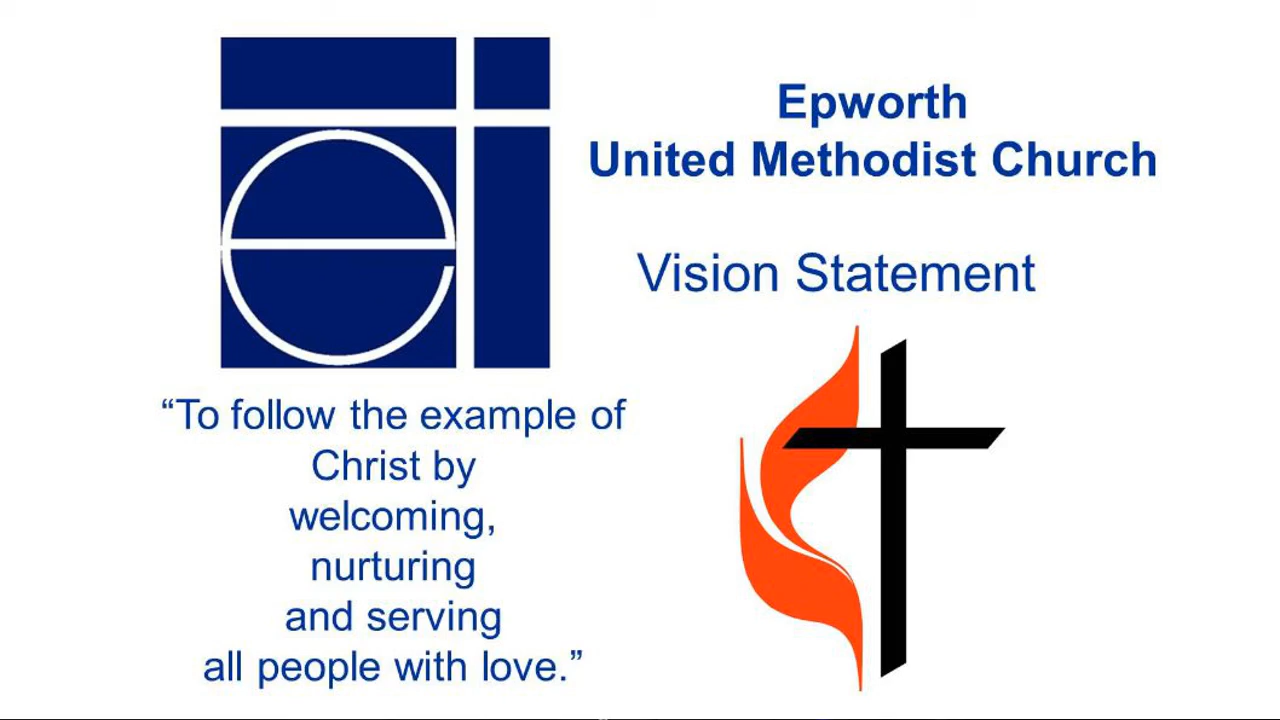 Epworth
United Methodist Church
Vision Statement
“To follow the example of
Christ by
welcoming,
nurturing
and serving
all people with love.”